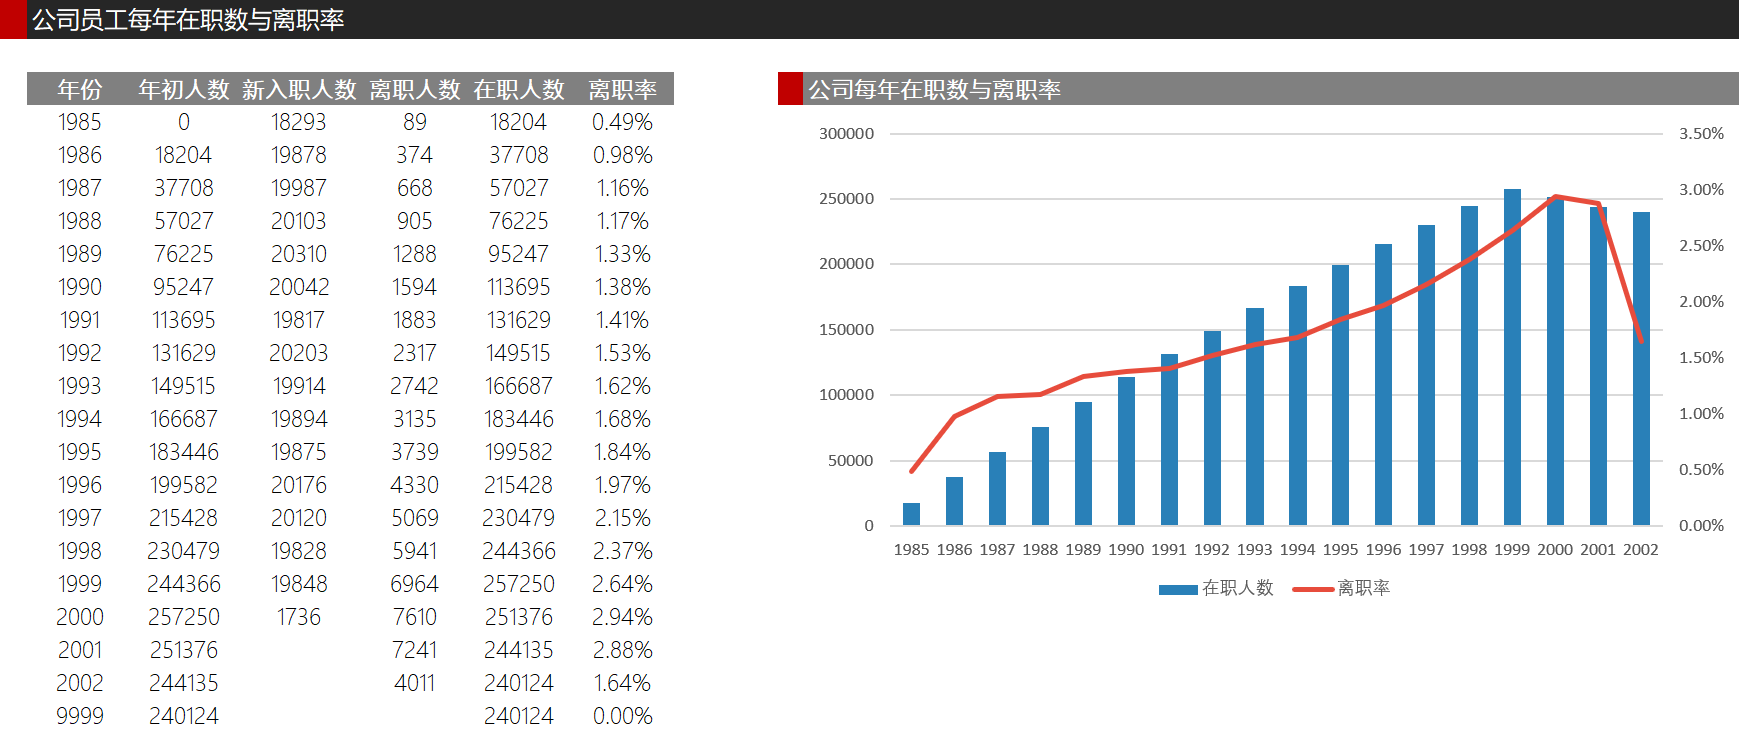 公司员工每年在职数与离职率
年份 年初人数 新入职人数 离职人数 在职人数 离职率
1985 0 18293 89 18204 0.49%
1986 18204 19878 374 37708 0.98%
1987 37708 19987 668 57027 1.16%
1988 57027 20103 905 76225 1.17%
1989 76225 20310 1288 95247 1.33%
1990 95247 20042 1594 113695 1.38%
1991 113695 19817 1883 131629 1.41%
1992 131629 20203 2317 149515 1.53%
1993 149515 19914 2742 166687 1.62%
1994 166687 19894 3135 183446 1.68%
1995 183446 19875 3739 199582 1.84%
1996 199582 20176 4330 215428 1.97%
1997 215428 20120 5069 230479 2.15%
1998 230479 19828 5941 244366 2.37%
1999 244366 19848 6964 257250 2.64%
2000 257250 1736 7610 251376 2.94%
2001 251376 7241 244135 2.88%
2002 244135 4011 240124 1.64%
9999 240124 240124 0.00%
公司每年在职数与离职率
300000 3.50%
250000 3.00%
200000 2.50%
150000 2.00%
100000 1.50%
50000 1.00%
0 0.50%
0.00%
1985 1986 1987 1988 1989 1990 1991 1992 1993 1994 1995 1996 1997 1998 1999 2000 2001 2002
在职人数 离职率